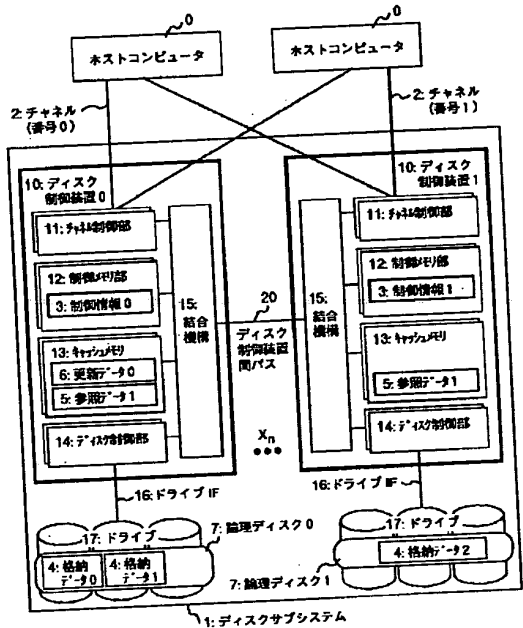 0
0
ホストコンピュータ
ホストコンピュータ
2: チャネル
(番号0)
2: チャネル
(番号1)
10: ディスク
制御装置0
11: チャネル制御部
12: 制御メモリ部
3: 制御情報0
13: キャッシュメモリ
6: 更新データ0
5: 参照データ1
14: ディスク制御部
15:
結合
機構
20
ディスク
制御装置
間パス
Xn
•••
10: ディスク
制御装置1
11: チャネル制御部
12: 制御メモリ部
3: 制御情報1
13:
キャッシュメモリ
5: 参照データ1
14: ディスク制御部
15:
結合
機構
16: ドライブIF
16: ドライブIF
17: ドライブ
4: 格納
データ0
4: 格納
データ1
7:論理ディスク0
17: ドライブ
4: 格納データ2
7: 論理ディスク1
1: ディスクサブシステム